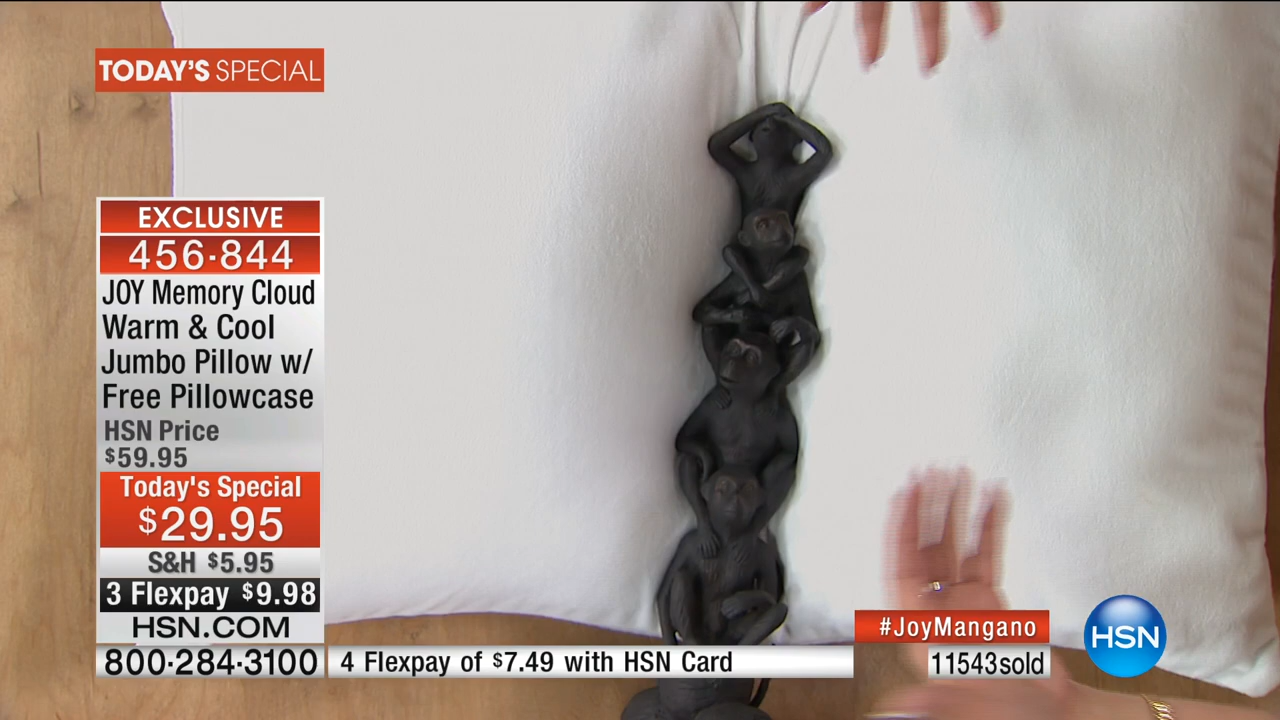 TODAY'S SPECIAL
EXCLUSIVE
456·844
JOY Memory Cloud
Warm & Cool
Jumbo Pillow w/
Free Pillowcase
HSN Price
$59.95
Today's Special
$29.95
S&H $5.95
3 Flexpay $9.98
HSN.COM
800·284·3100
4 Flexpay of $7.49 with HSN Card
#JoyMangano
11543sold
HSN